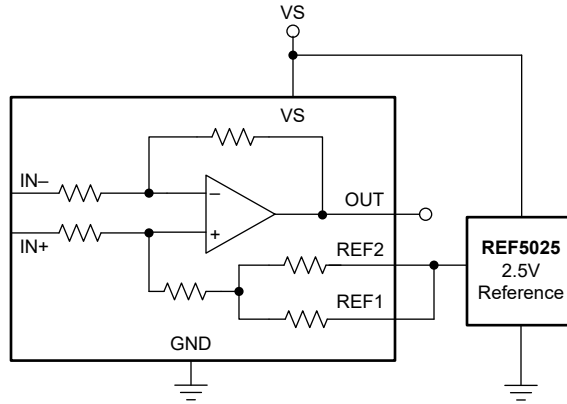 VS
VS
IN–
–
OUT
+
IN+
REF2
REF1
GND
REF5025
2.5V
Reference